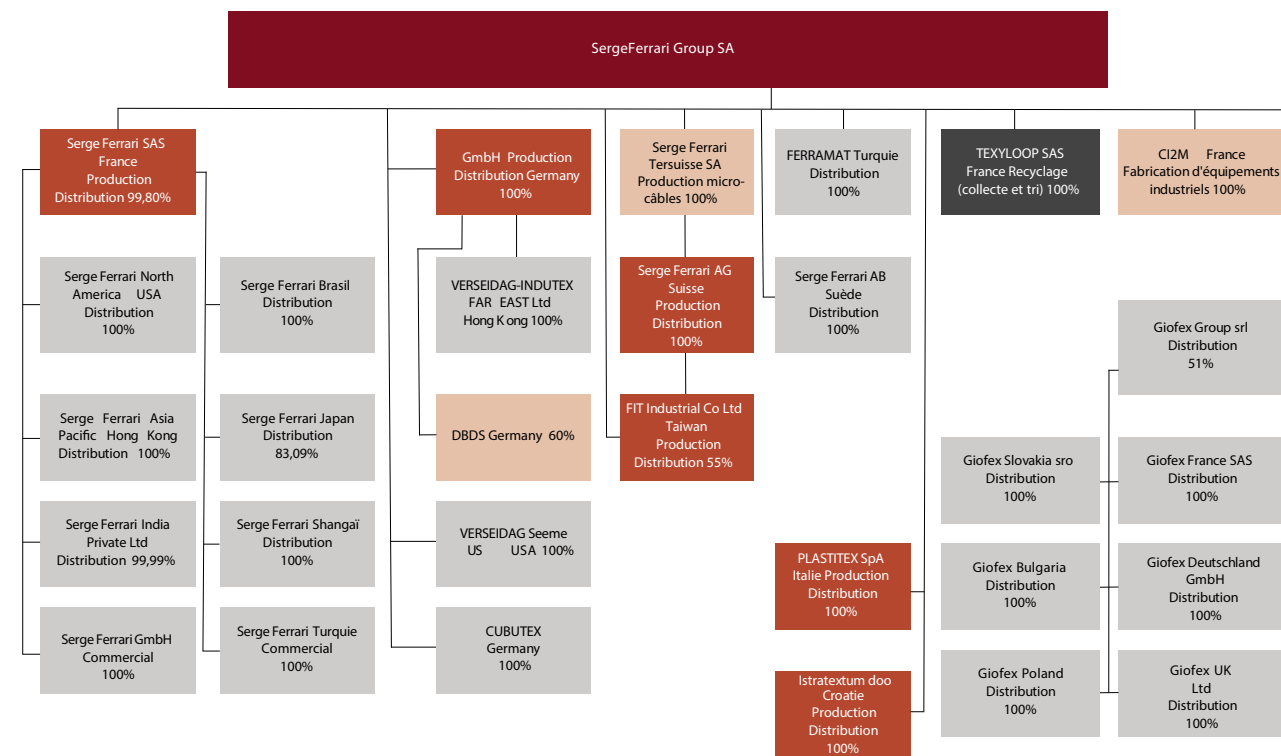 SergeFerrari Group SA
Serge Ferrari SAS
France
Production
Distribution 99,80%
GmbH Production
Distribution Germany
100%
Serge Ferrari
Tersuisse SA
Production micro-
câbles 100%
FERRAMAT Turquie
Distribution
100%
TEXYLOOP SAS
France Recyclage
(collecte et tri) 100%
CI2M France
Fabrication d'équipements
industriels 100%
Serge Ferrari North
America USA
Distribution
100%
Serge Ferrari Brasil
Distribution
100%
VERSEIDAG-INDUTEX
FAR EAST Ltd
Hong Kong 100%
Serge Ferrari AG
Suisse
Production
Distribution
100%
Serge Ferrari AB
Suède
Distribution
100%
Giofex Group srl
Distribution
51%
Serge Ferrari Asia
Pacific Hong Kong
Distribution 100%
Serge Ferrari Japan
Distribution
83,09%
DBDS Germany 60%
FIT Industrial Co Ltd
Taiwan
Production
Distribution 55%
Giofex Slovakia sro
Distribution
100%
Giofex France SAS
Distribution
100%
Serge Ferrari India
Private Ltd
Distribution 99,99%
Serge Ferrari Shangaï
Distribution
100%
VERSEIDAG Seeme
US USA 100%
PLASTITEX SpA
Italie Production
Distribution
100%
Giofex Bulgaria
Distribution
100%
Giofex Deutschland
GmbH
Distribution
100%
Serge Ferrari GmbH
Commercial
100%
Serge Ferrari Turquie
Commercial
100%
CUBUTEX
Germany
100%
Istratextum doo
Croatie
Production
Distribution
100%
Giofex Poland
Distribution
100%
Giofex UK
Ltd
Distribution
100%